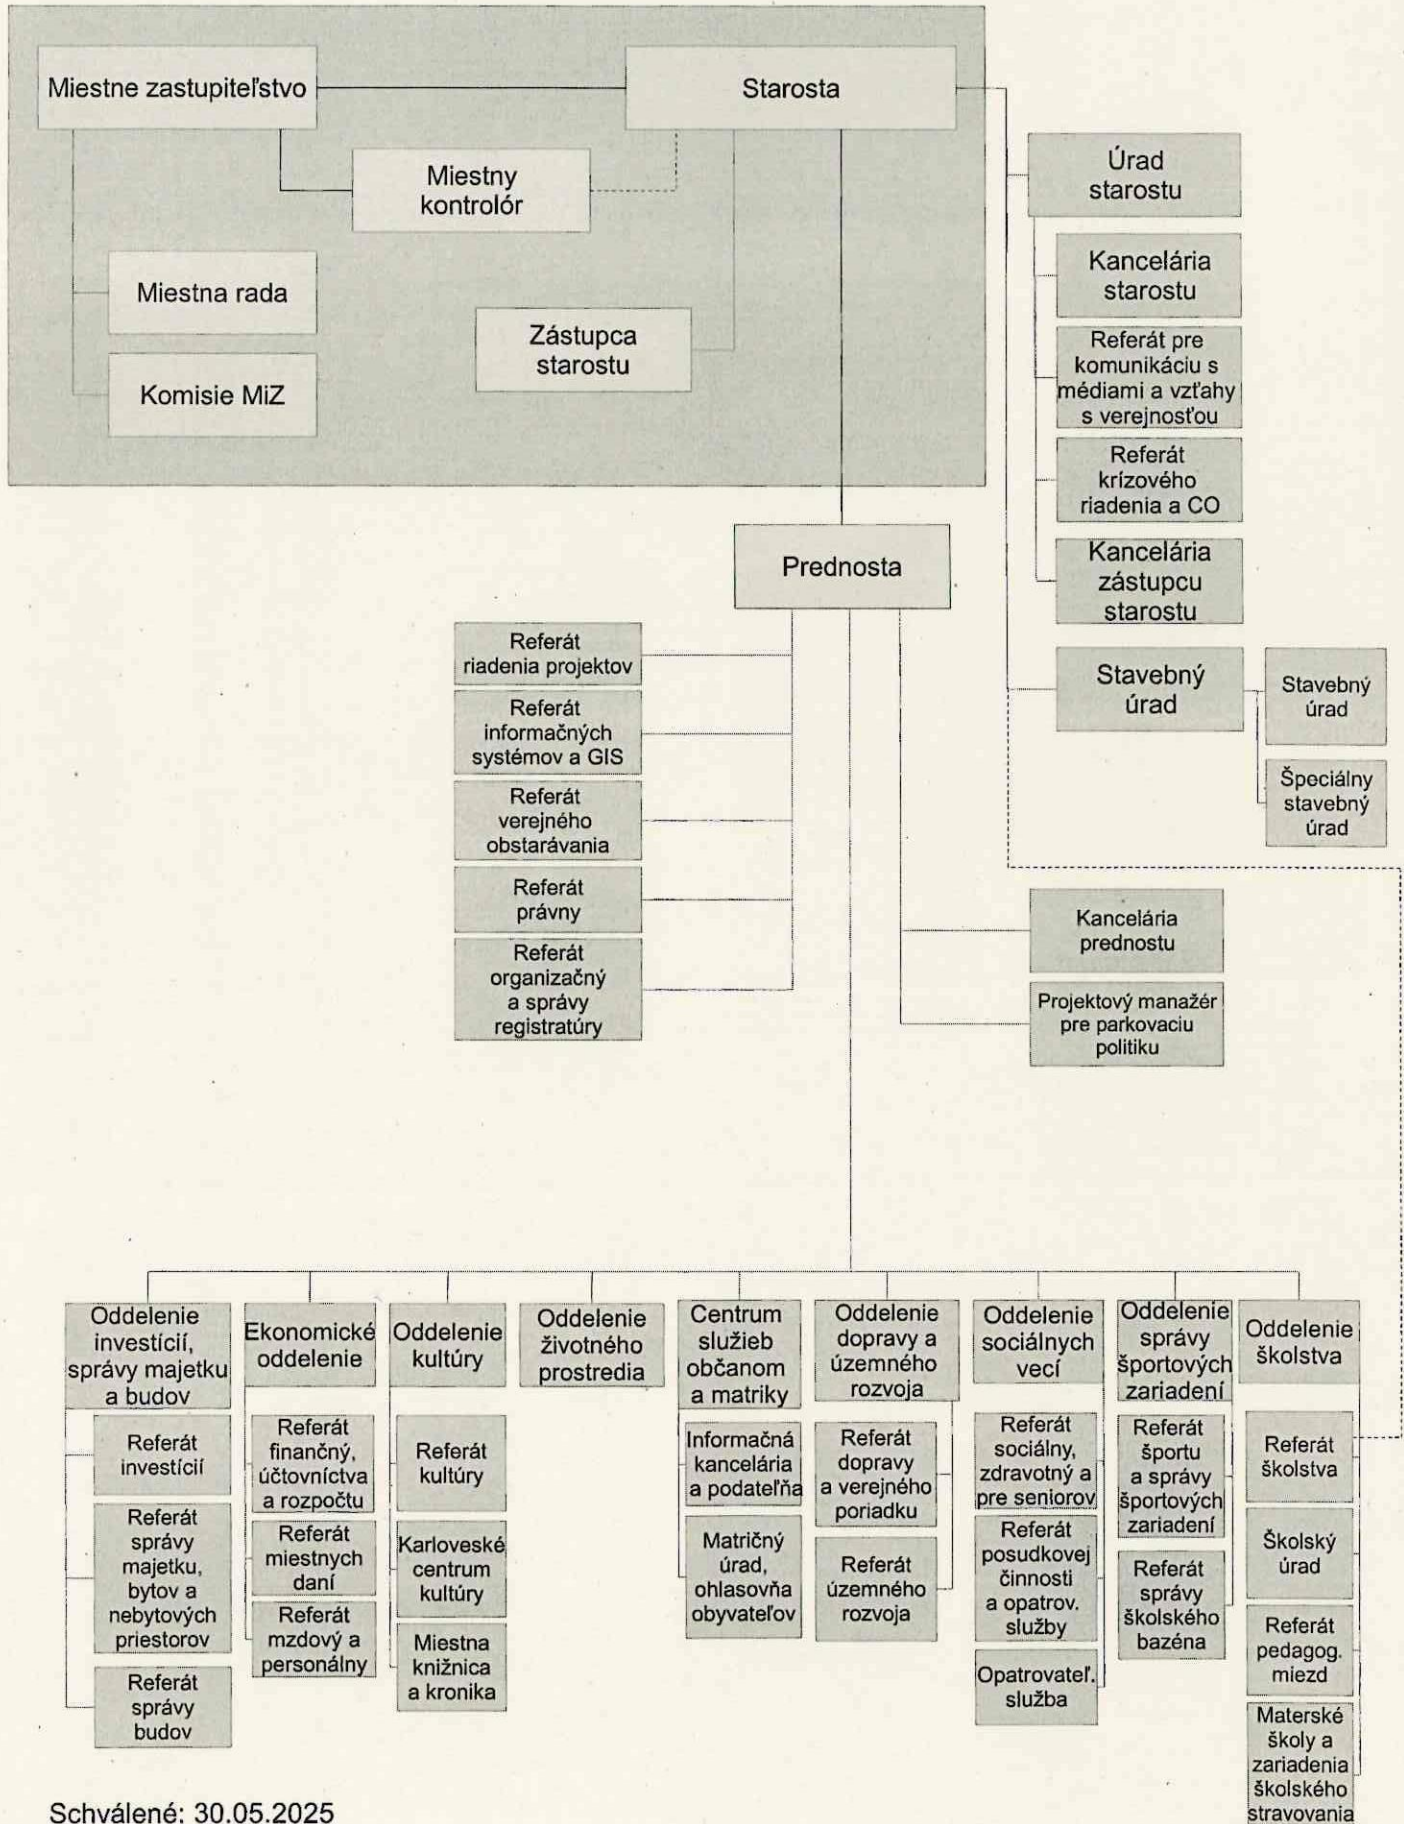 Miestne zastupiteľstvo
Starosta
Miestny
kontrolór
Miestna rada
Komisie MiZ
Zástupca
starostu
Úrad
starostu
Kancelária
starostu
Referát pre
komunikáciu s
médiami a vzťahy
s verejnosťou
Referát
krízového
riadenia a CO
Kancelária
zástupcu
starostu
Prednosta
Stavebný
úrad
Stavebný
úrad
Špeciálny
stavebný
úrad
Referát
riadenia projektov
Referát
informačných
systémov a GIS
Referát
verejného
obstarávania
Referát
právny
Referát
organizačný
a správy
registratúry
Kancelária
prednostu
Projektový manažér
pre parkovaciu
politiku
Oddelenie
investícií,
správy majetku
a budov
Referát
investícií
Referát
správy
majetku,
bytov a
nebytových
priestorov
Referát
správy
budov
Ekonomické
oddelenie
Referát
finančný,
účtovníctva
a rozpočtu
Referát
miestnych
daní
Referát
mzdový a
personálny
Oddelenie
kultúry
Referát
kultúry
Karloveské
centrum
kultúry
Miestna
knižnica
a kronika
Oddelenie
životného
prostredia
Centrum
služieb
občanom
a matriky
Informačná
kancelária
a podateľňa
Matričný
úrad,
ohlasovňa
obyvateľov
Oddelenie
dopravy a
územného
rozvoja
Referát
dopravy
a verejného
poriadku
Referát
územného
rozvoja
Oddelenie
sociálnych
vecí
Referát
sociálny,
zdravotný a
pre seniorov
Referát
posudkovej
činnosti
a opatrov.
služby
Opatrovateľ.
služba
Oddelenie
správy
športových
zariadení
Referát
športu
a správy
športových
zariadení
Referát
správy
školského
bazéna
Oddelenie
školstva
Referát
školstva
Školský
úrad
Referát
pedagog.
miezd
Materské
školy a
zariadenia
školského
stravovania
Schválené: 30.05.2025